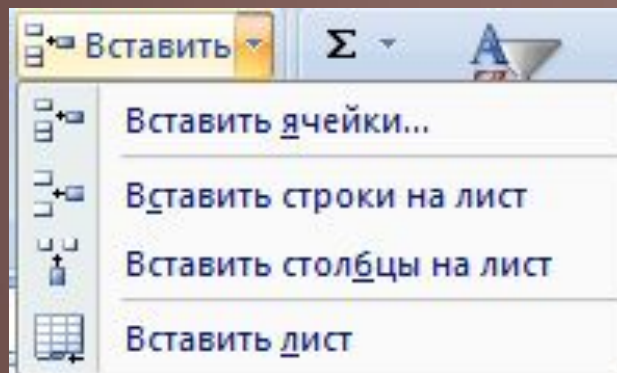 Вставить Σ А
Вставить ячейки...
Вставить строки на лист
Вставить столбцы на лист
Вставить лист